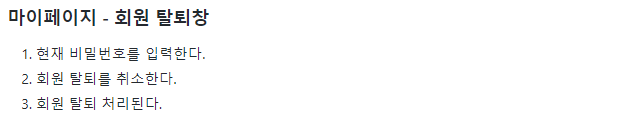 마이페이지 - 회원 탈퇴창
1. 현재 비밀번호를 입력한다.
2. 회원 탈퇴를 취소한다.
3. 회원 탈퇴 처리된다.